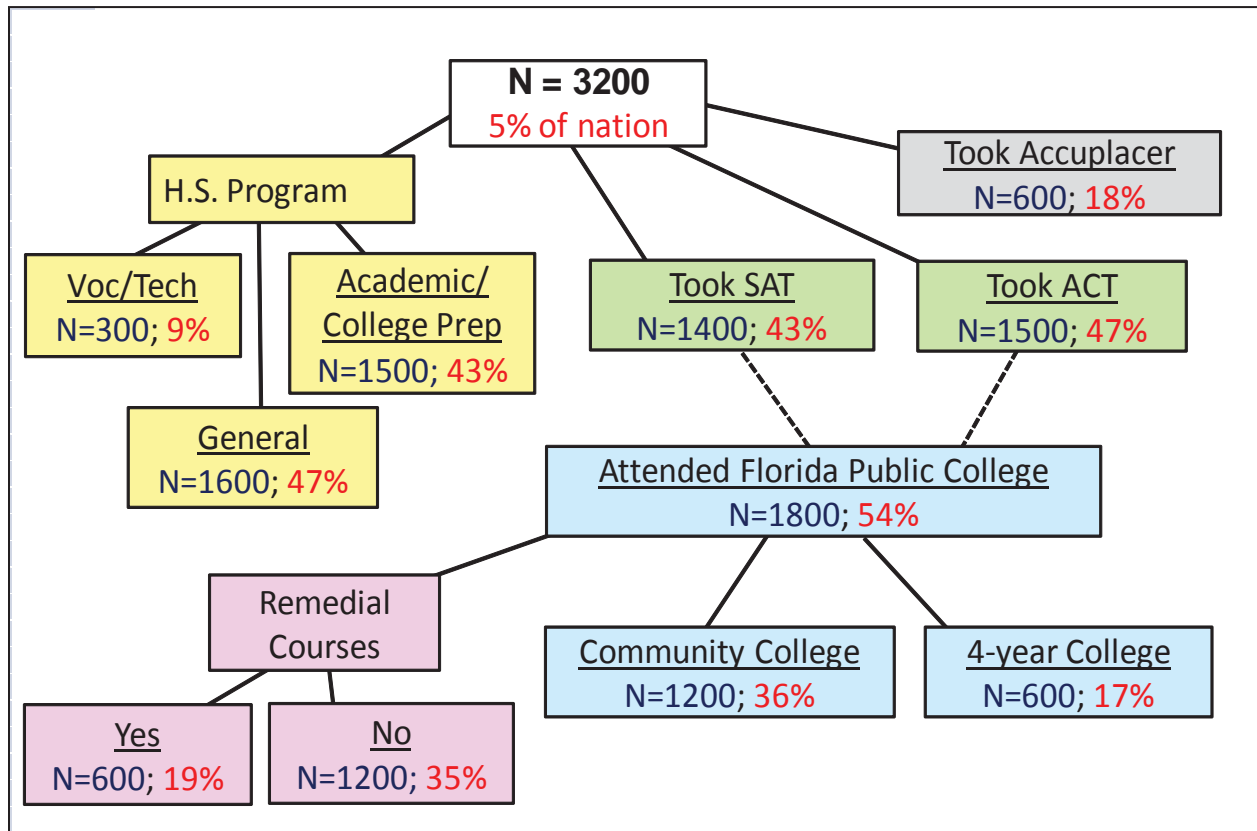 N = 3200
5% of nation
Took Accuplacer
N=600; 18%
H.S. Program
Voc/Tech
N=300; 9%
Academic/
College Prep
N=1500; 43%
General
N=1600; 47%
Took SAT
N=1400; 43%
Took ACT
N=1500; 47%
Attended Florida Public College
N=1800; 54%
Remedial
Courses
Yes
N=600; 19%
No
N=1200; 35%
Community College
N=1200; 36%
4-year College
N=600; 17%